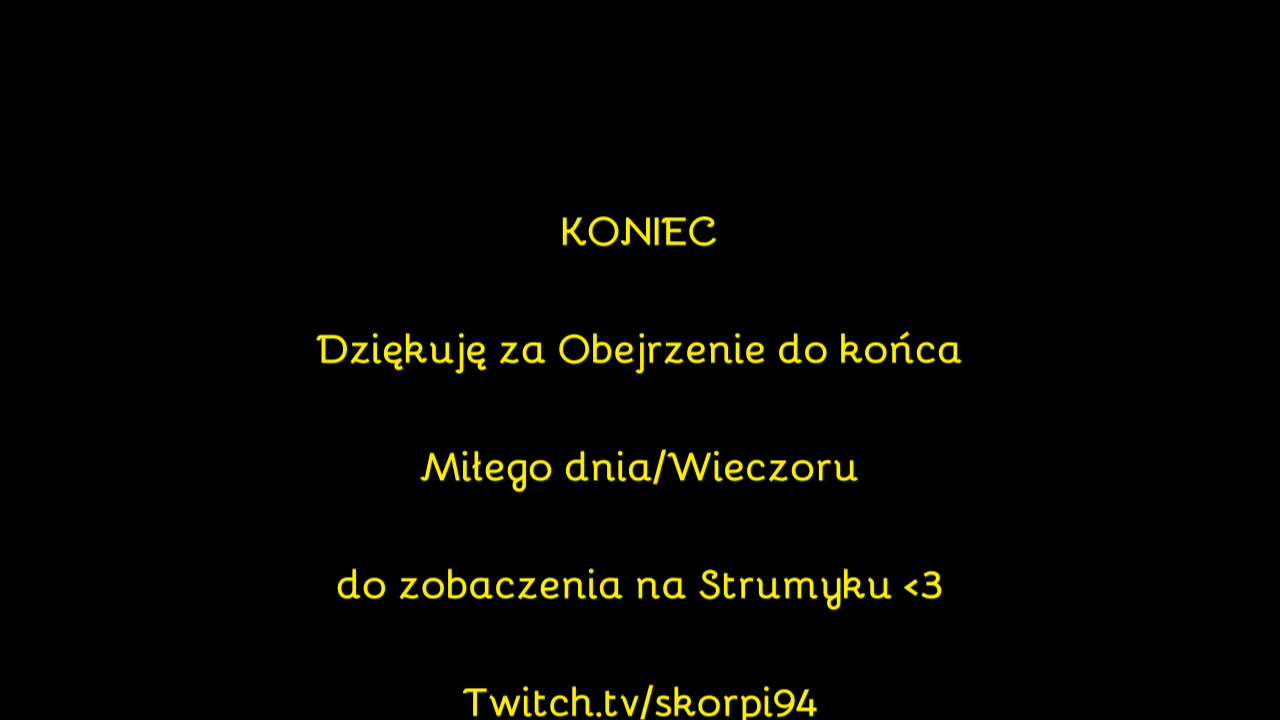 KONIEC
Dziękuję za Obejrzenie do końca
Miłego dnia/Wieczoru
do zobaczenia na Strumyku <3
Twitch.tv/skorpi94